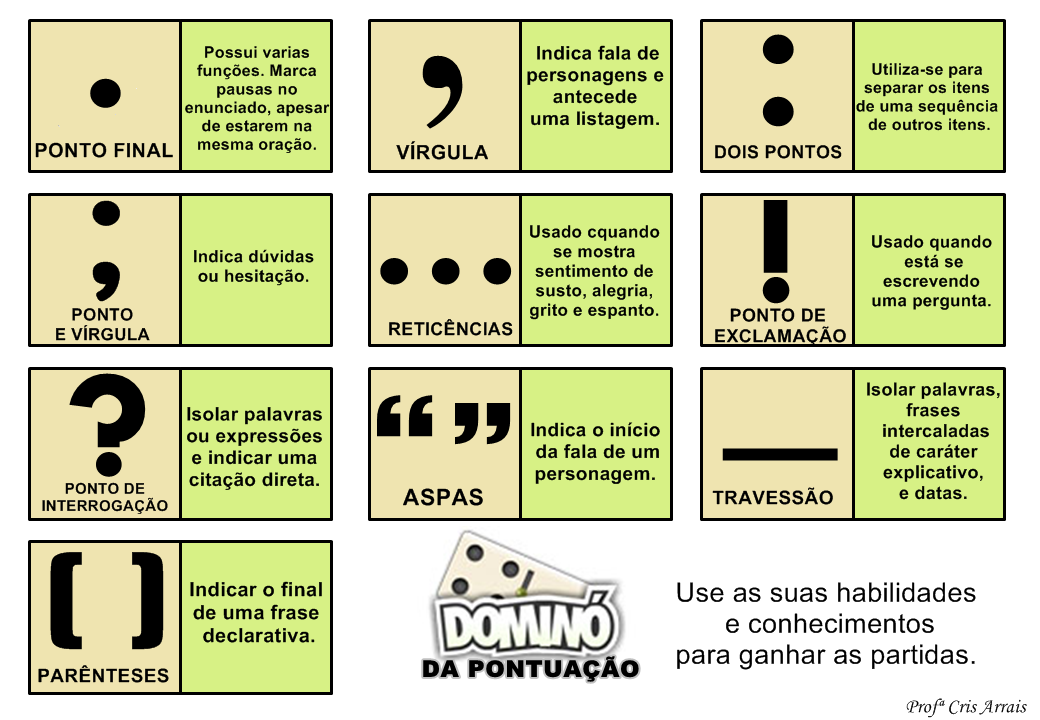 .
PONTO FINAL
Possui varias
funções. Marca
pausas no
enunciado, apesar
de estarem na
mesma oração.
,
VÍRGULA
Indica fala de
personagens e
antecede
uma listagem.
:
DOIS PONTOS
Utiliza-se para
separar os itens
de uma sequência
de outros itens.
;
PONTO
E VÍRGULA
Indica dúvidas
ou hesitação.
...
RETICÊNCIAS
Usado cquando
se mostra
sentimento de
susto, alegria,
grito e espanto.
!
PONTO DE
EXCLAMAÇÃO
Usado quando
está se
escrevendo
uma pergunta.
?
PONTO DE
INTERROGAÇÃO
Isolar palavras
ou expressões
e indicar uma
citação direta.
“ ”
ASPAS
Indica o início
da fala de um
personagem.
—
TRAVESSÃO
Isolar palavras,
frases
intercaladas
de caráter
explicativo,
e datas.
( )
PARÊNTESES
Indicar o final
de uma frase
declarativa.
DOMINÓ
DA PONTUAÇÃO
Use as suas habilidades
e conhecimentos
para ganhar as partidas.
Profª Cris Arrais